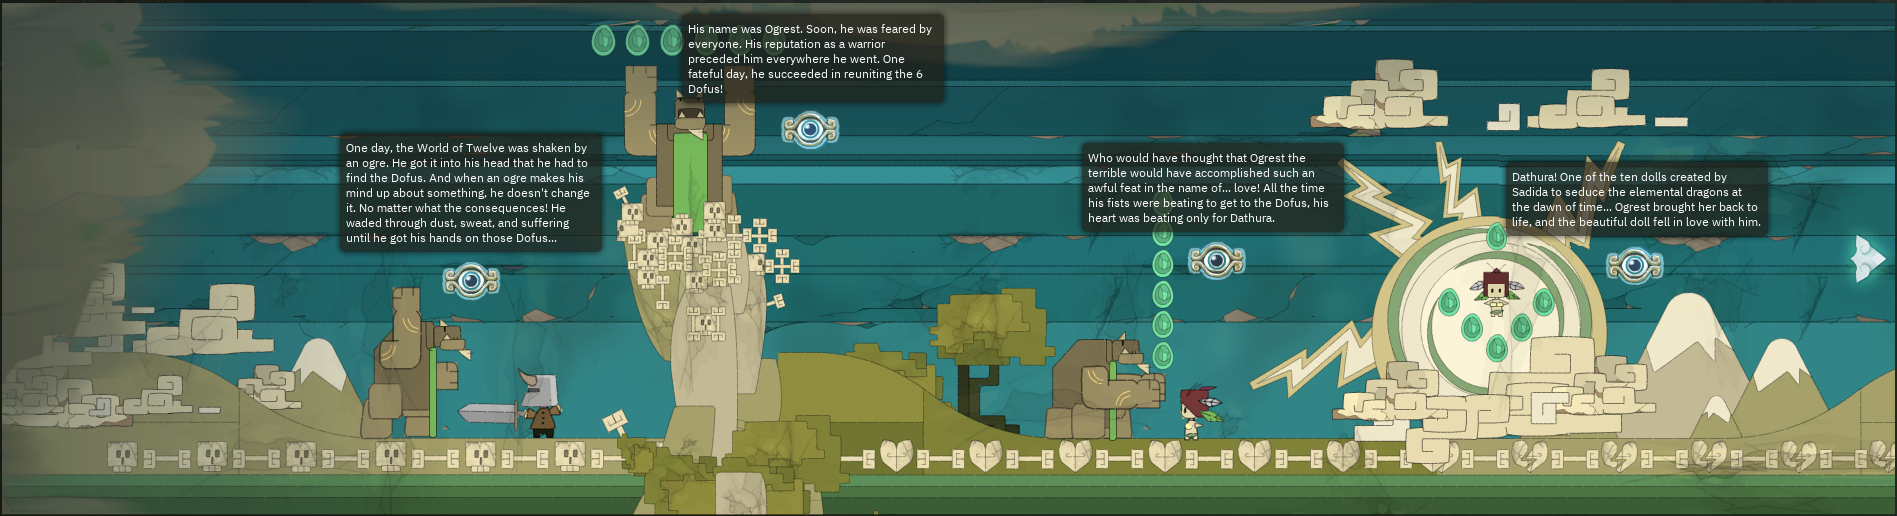 One day, the World of Twelve was shaken by
an ogre. He got it into his head that he had to
find the Dofus. And when an ogre makes his
mind up about something, he doesn't change
it. No matter what the consequences! He
waded through dust, sweat, and suffering
until he got his hands on those Dofus...
His name was Ogrest. Soon, he was feared by
everyone. His reputation as a warrior
preceded him everywhere he went. One
fateful day, he succeeded in reuniting the 6
Dofus!
Who would have thought that Ogrest the
terrible would have accomplished such an
awful feat in the name of... love! All the time
his fists were beating to get to the Dofus, his
heart was beating only for Dathura.
Dathura! One of the ten dolls created by
Sadida to seduce the elemental dragons at
the dawn of time... Ogrest brought her back to
life, and the beautiful doll fell in love with him.